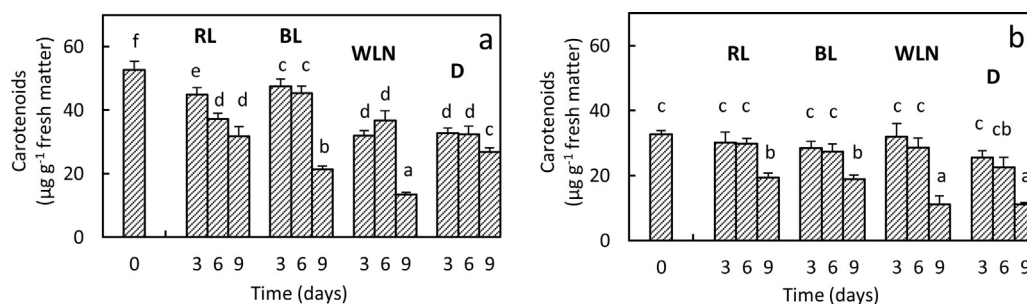 a
Carotenoids
(µg g⁻¹ fresh matter)
60
40
20
0
RL BL WLN D
f e d d c c b d d a d d c
0 3 6 9 3 6 9 3 6 9 3 6 9
Time (days)
b
Carotenoids
(µg g⁻¹ fresh matter)
60
40
20
0
RL BL WLN D
c c c b c c b c c a c cb a
0 3 6 9 3 6 9 3 6 9 3 6 9
Time (days)